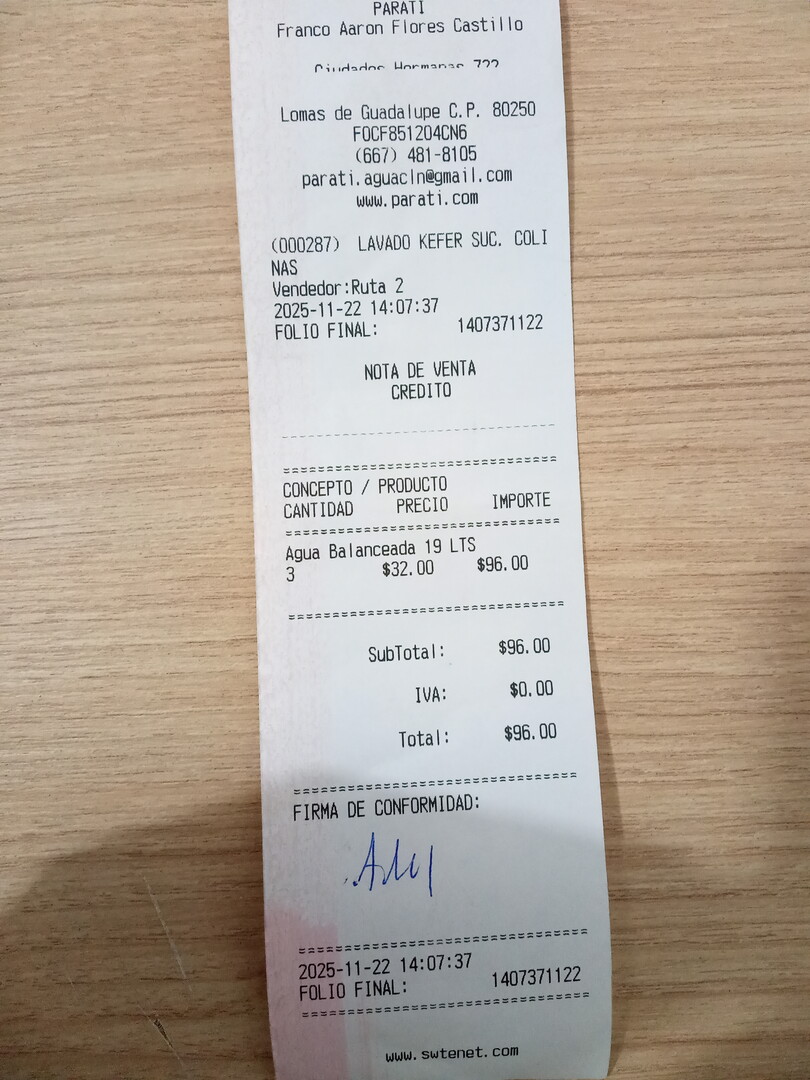 PARATI
Franco Aaron Flores Castillo
Ciudades Hermanas 722
Lomas de Guadalupe C.P. 80250
FOCF851204CN6
(667) 481-8105
parati.aguacln@gmail.com
www.parati.com
(000287) LAVADO KEFER SUC. COLI
NAS
Vendedor:Ruta 2
2025-11-22 14:07:37
FOLIO FINAL: 1407371122
NOTA DE VENTA
CREDITO
CONCEPTO / PRODUCTO
CANTIDAD PRECIO IMPORTE
Agua Balanceada 19 LTS
3 $32.00 $96.00
SubTotal: $96.00
IVA: $0.00
Total: $96.00
FIRMA DE CONFORMIDAD:
2025-11-22 14:07:37
FOLIO FINAL: 1407371122
www.swtenet.com